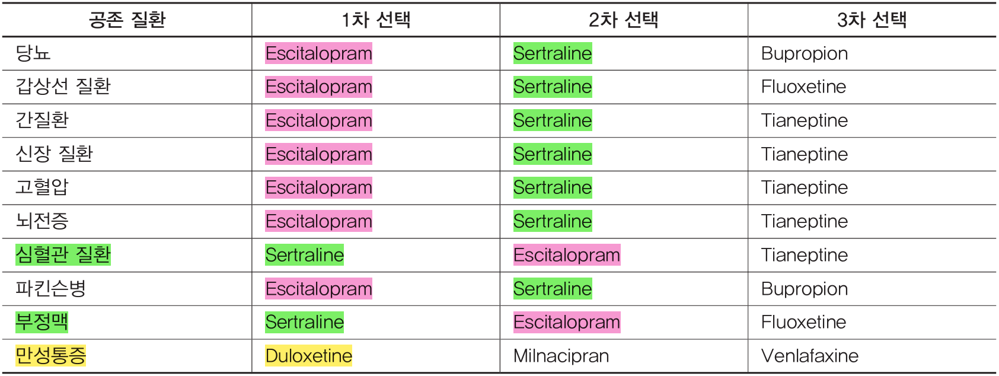 공존 질환 1차 선택 2차 선택 3차 선택
당뇨 Escitalopram Sertraline Bupropion
갑상선 질환 Escitalopram Sertraline Fluoxetine
간질환 Escitalopram Sertraline Tianeptine
신장 질환 Escitalopram Sertraline Tianeptine
고혈압 Escitalopram Sertraline Tianeptine
뇌전증 Escitalopram Sertraline Tianeptine
심혈관 질환 Sertraline Escitalopram Tianeptine
파킨슨병 Escitalopram Sertraline Bupropion
부정맥 Sertraline Escitalopram Fluoxetine
만성통증 Duloxetine Milnacipran Venlafaxine